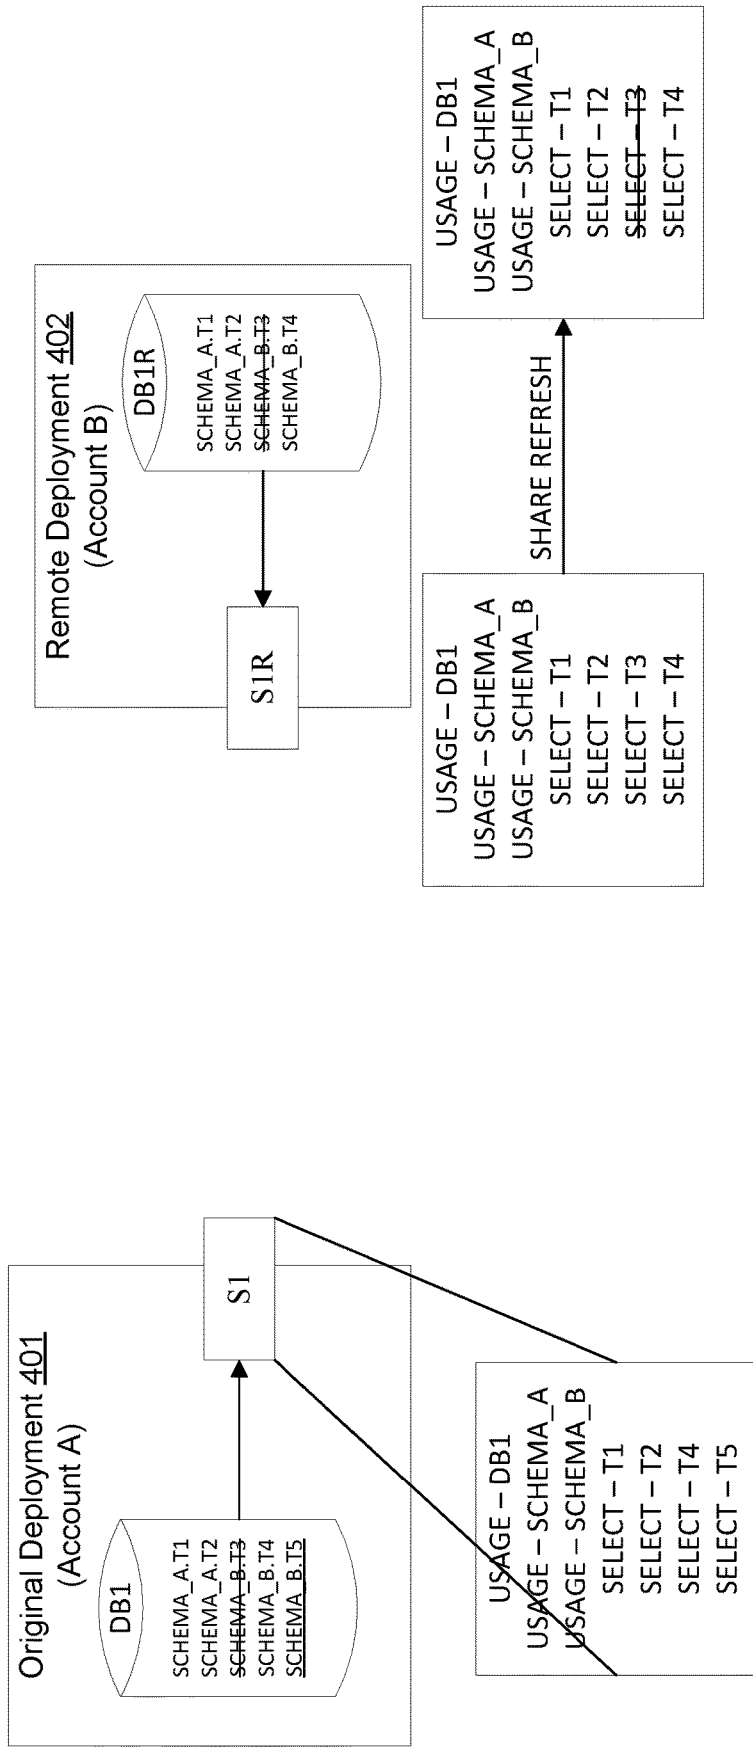 Original Deployment 401
(Account A)
DB1
SCHEMA_A.T1
SCHEMA_A.T2
SCHEMA_B.T3
SCHEMA_B.T4
SCHEMA_B.T5
S1
USAGE – DB1
USAGE – SCHEMA_A
USAGE – SCHEMA_B
SELECT – T1
SELECT – T2
SELECT – T4
SELECT – T5
Remote Deployment 402
(Account B)
S1R
DB1R
SCHEMA_A.T1
SCHEMA_A.T2
SCHEMA_B.T3
SCHEMA_B.T4
USAGE – DB1
USAGE – SCHEMA_A
USAGE – SCHEMA_B
SELECT – T1
SELECT – T2
SELECT – T3
SELECT – T4
SHARE REFRESH
USAGE – DB1
USAGE – SCHEMA_A
USAGE – SCHEMA_B
SELECT – T1
SELECT – T2
SELECT – T3
SELECT – T4